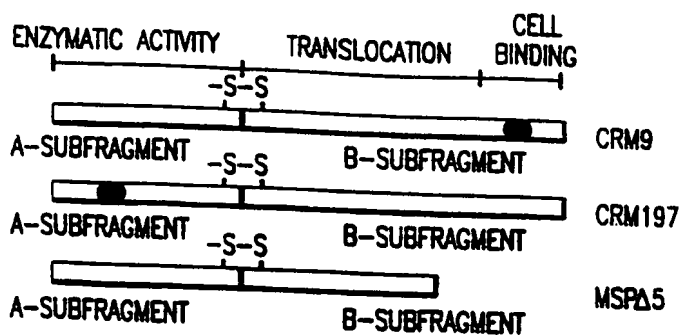 ENZYMATIC ACTIVITY
TRANSLOCATION
CELL
BINDING
-S-S
A-SUBFRAGMENT
B-SUBFRAGMENT
CRM9
-S-S
A-SUBFRAGMENT
B-SUBFRAGMENT
CRM197
-S-S
A-SUBFRAGMENT
B-SUBFRAGMENT
MSPΔ5